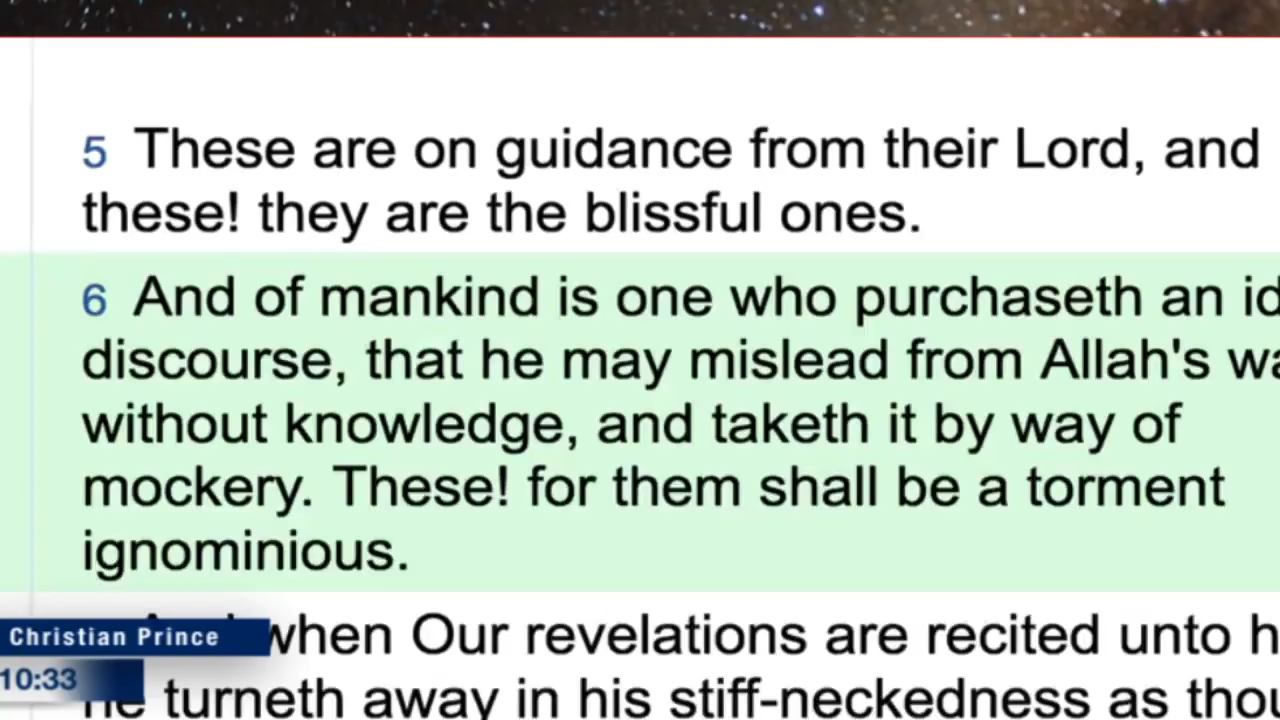 5 These are on guidance from their Lord, and
these! they are the blissful ones.
6 And of mankind is one who purchaseth an
discourse, that he may mislead from Allah's
without knowledge, and taketh it by way of
mockery. These! for them shall be a torment
ignominious.
when Our revelations are recited unto
Christian Prince
10:33
he turneth away in his stiff-neckedness as